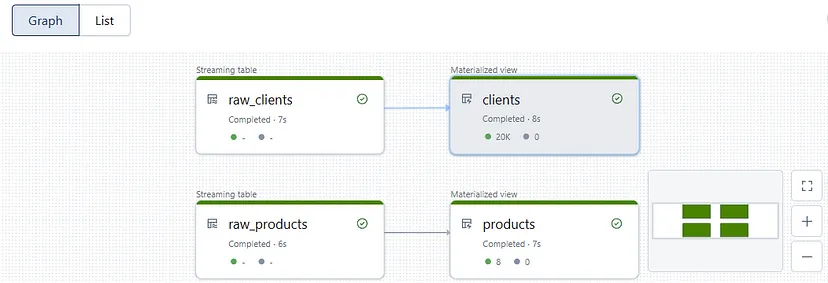 Graph List
Streaming table
raw_clients
Completed · 7s
- -
Materialized view
clients
Completed · 8s
20K 0
Streaming table
raw_products
Completed · 6s
- -
Materialized view
products
Completed · 7s
8 0